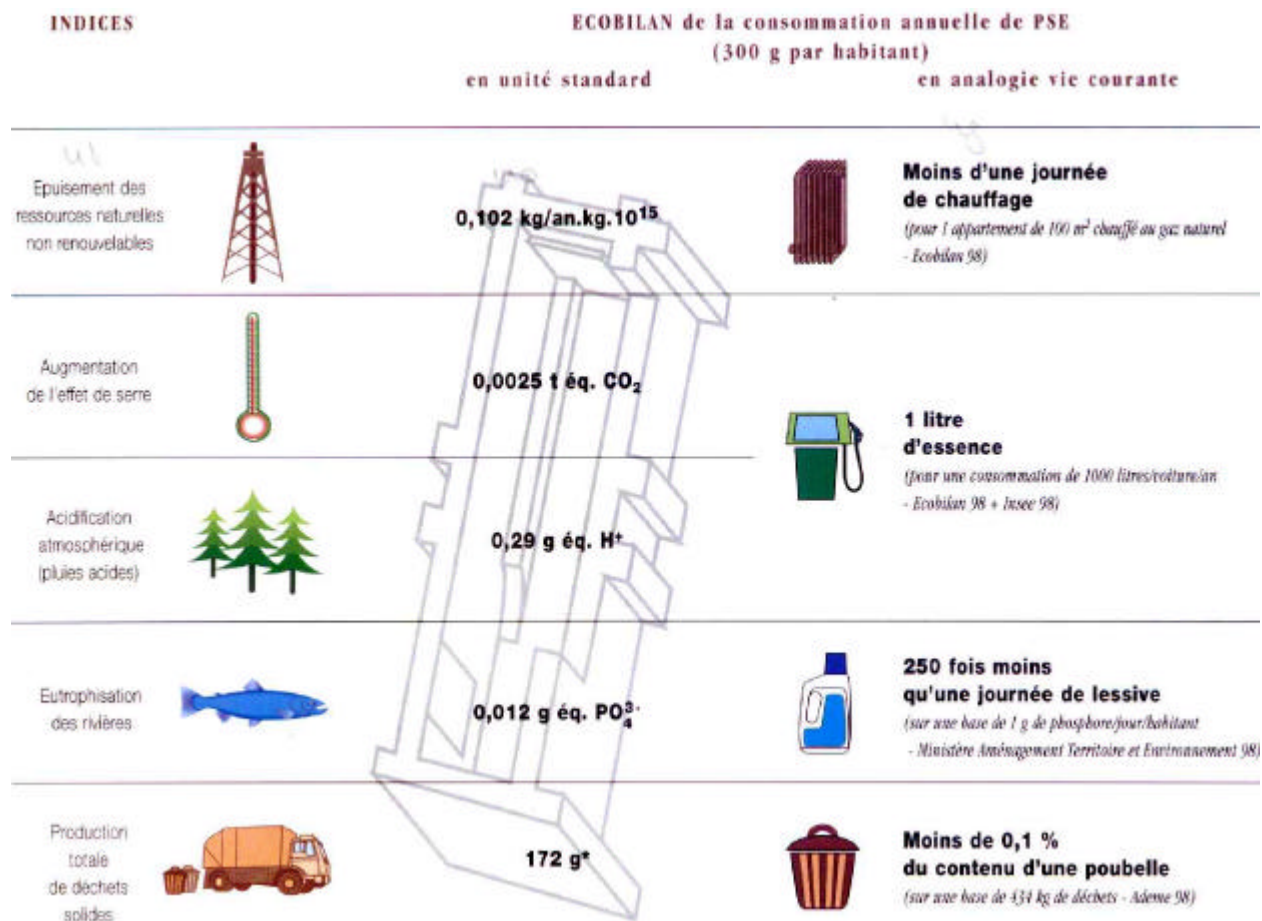 INDICES
ECOBILAN de la consommation annuelle de PSE
(300 g par habitant)
en unité standard
en analogie vie courante
Epuisement des
ressources naturelles
non renouvelables
0,102 kg/an.kg.10¹⁵
Moins d'une journée
de chauffage
(pour 1 appartement de 100 m² chauffé au gaz naturel
- Ecobilan 98)
Augmentation
de l'effet de serre
0,0025 t éq. CO₂
1 litre
d'essence
(pour une consommation de 1000 litres/voiture/an
- Ecobilan 98 + Insee 98)
Acidification
atmosphérique
(pluies acides)
0,29 g éq. H⁺
Eutrophisation
des rivières
0,012 g éq. PO₄³⁻
250 fois moins
qu'une journée de lessive
(sur une base de 1 g de phosphore/jour/habitant
- Ministère Aménagement Territoire et Environnement 98)
Production
totale
de déchets
solides
172 g*
Moins de 0,1 %
du contenu d'une poubelle
(sur une base de 434 kg de déchets - Ademe 98)